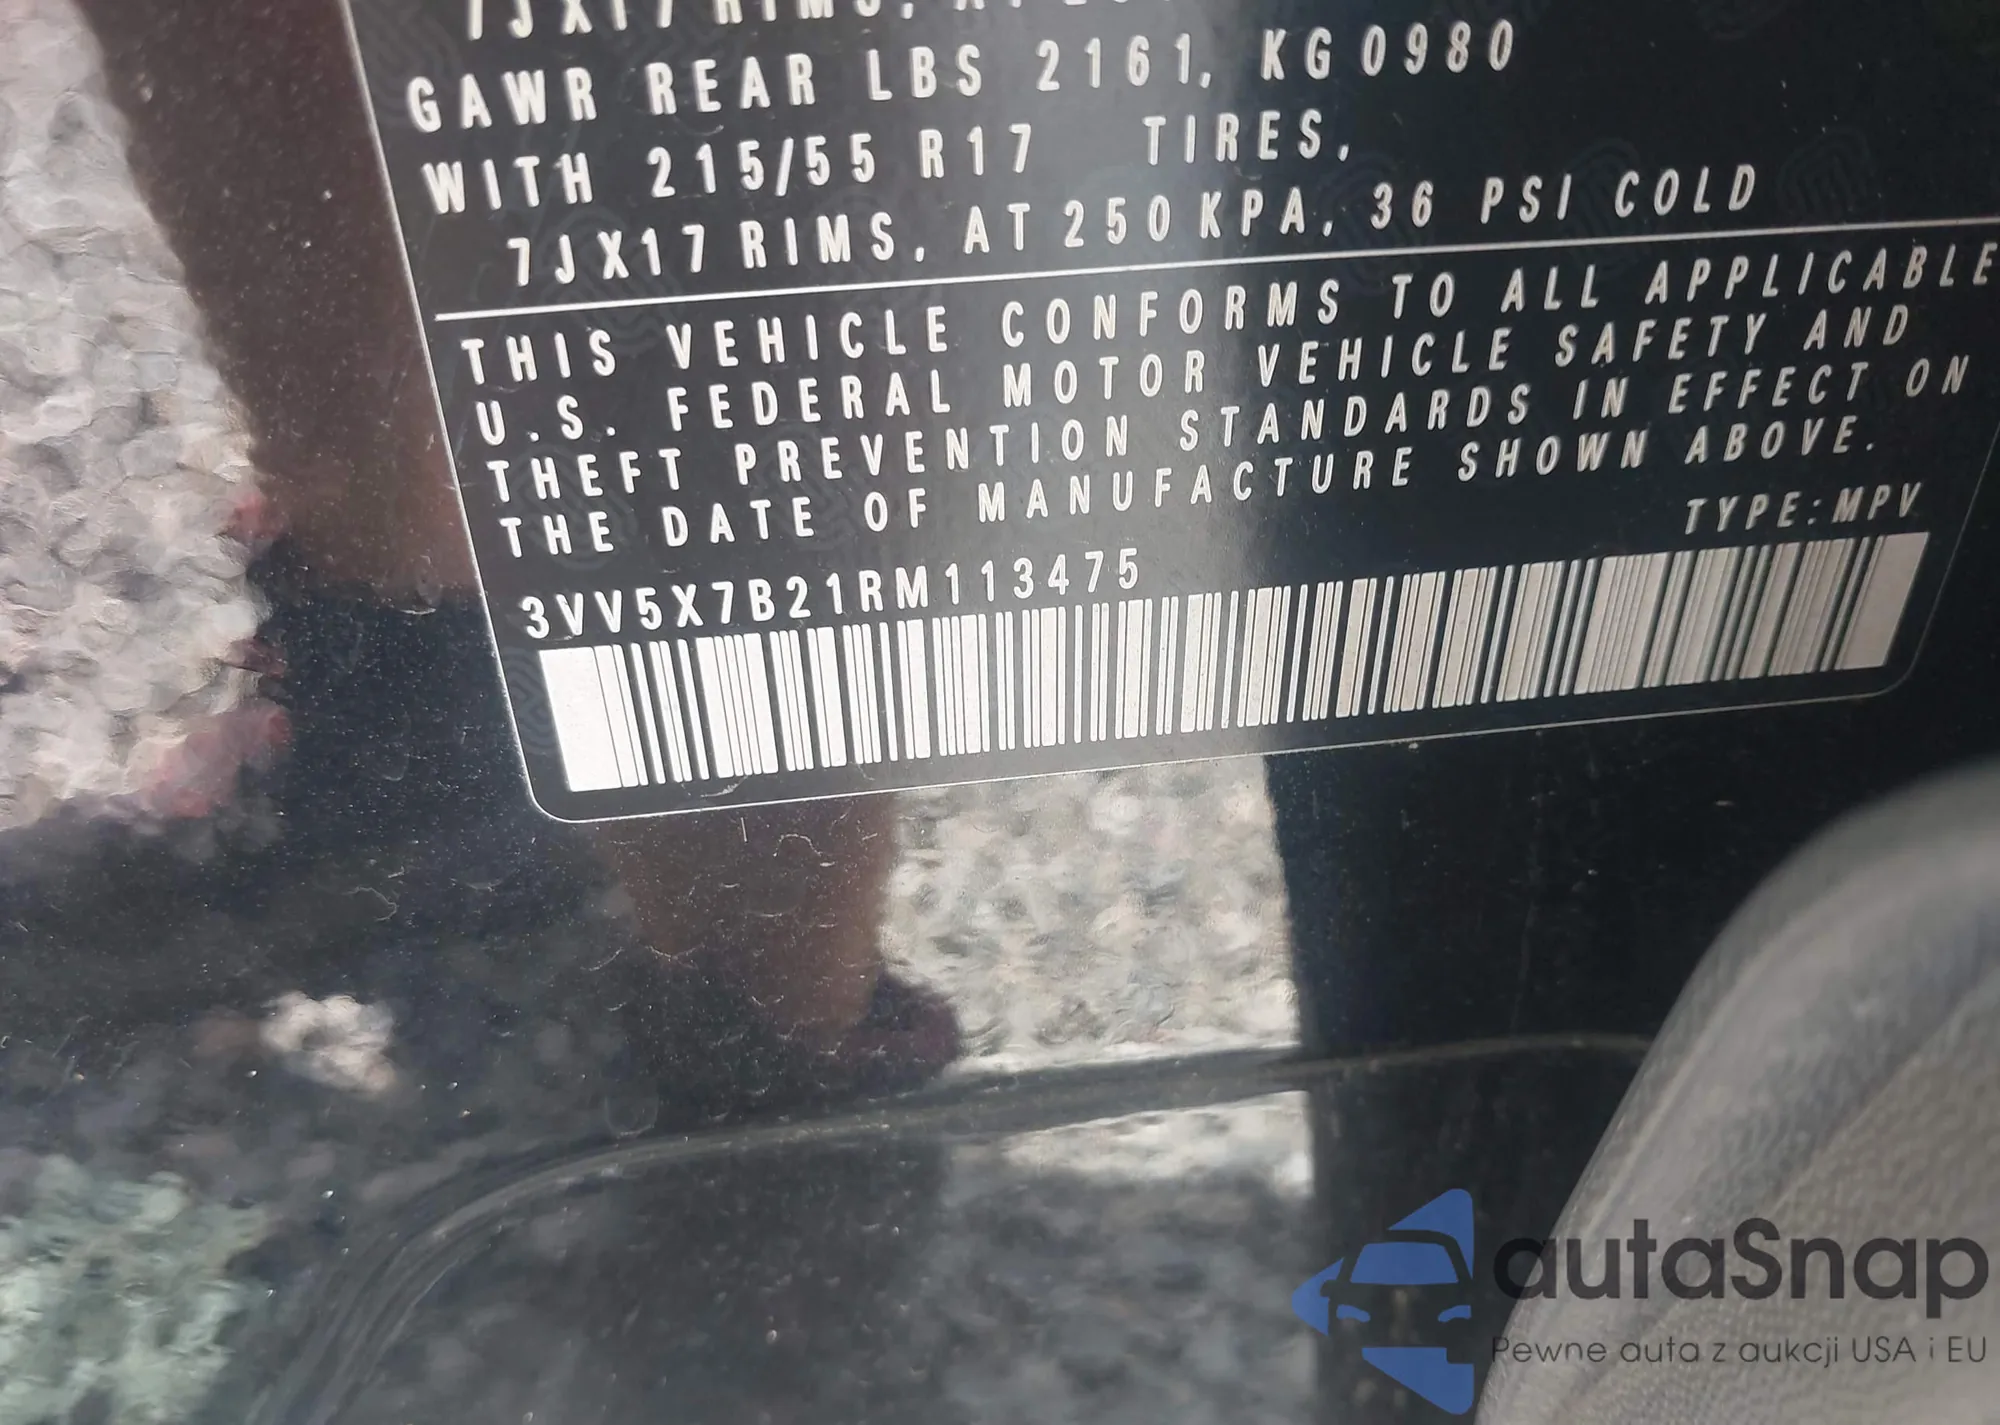 7JX17 RIMS,
GAWR REAR LBS 2161, KG 0980
WITH 215/55 R17 TIRES,
7JX17 RIMS, AT 250 KPA, 36 PSI COLD
THIS VEHICLE CONFORMS TO ALL APPLICABLE
U.S. FEDERAL MOTOR VEHICLE SAFETY AND
THEFT PREVENTION STANDARDS IN EFFECT ON
THE DATE OF MANUFACTURE SHOWN ABOVE.
TYPE:MPV
3VV5X7B21RM113475
autaSnap
Pewne auta z aukcji USA i EU